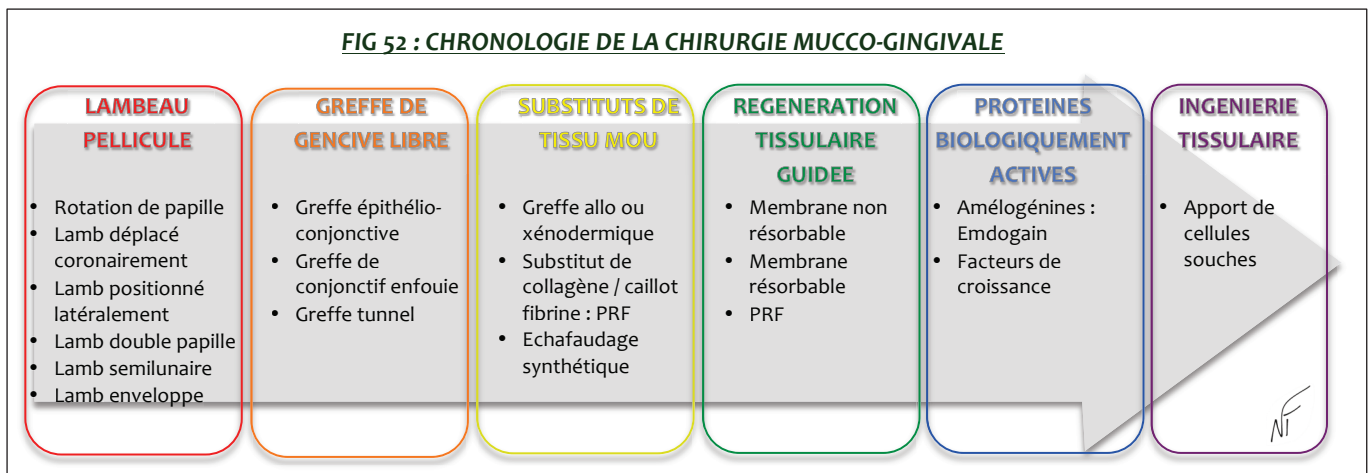 FIG 52 : CHRONOLOGIE DE LA CHIRURGIE MUCCO-GINGIVALE
LAMBEAU
PELLICULE
• Rotation de papille
• Lamb déplacé
coronairement
• Lamb positionné
latéralement
• Lamb double papille
• Lamb semilunaire
• Lamb enveloppe
GREFFE DE
GENCIVE LIBRE
• Greffe épithélio-
conjonctive
• Greffe de
conjonctif enfouie
• Greffe tunnel
SUBSTITUTS DE
TISSU MOU
• Greffe allo ou
xénodermique
• Substitut de
collagène / caillot
fibrine : PRF
• Echafaudage
synthétique
REGENERATION
TISSULAIRE
GUIDEE
• Membrane non
résorbable
• Membrane
résorbable
• PRF
PROTEINES
BIOLOGIQUEMENT
ACTIVES
• Amélogénines :
Emdogain
• Facteurs de
croissance
INGENIERIE
TISSULAIRE
• Apport de
cellules
souches